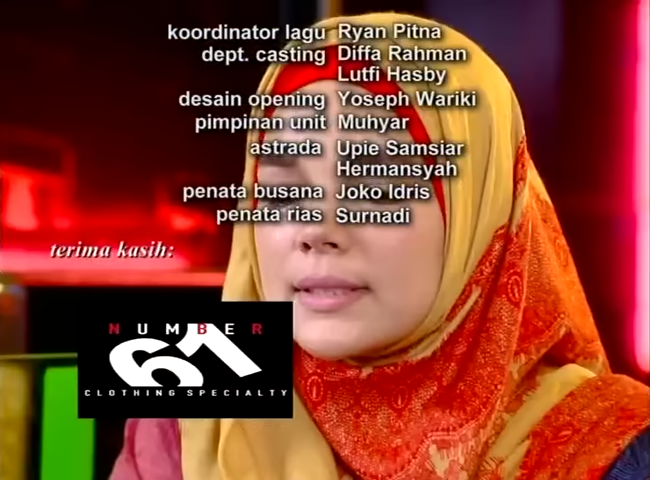 koordinator lagu Ryan Pitna
dept. casting Diffa Rahman
Lutfi Hasby
desain opening Yoseph Wariki
pimpinan unit Muhyar
astrada Upie Samsiar
Hermansyah
penata busana Joko Idris
penata rias Surnadi
terima kasih:
NUMBER
61
CLOTHING SPECIALTY